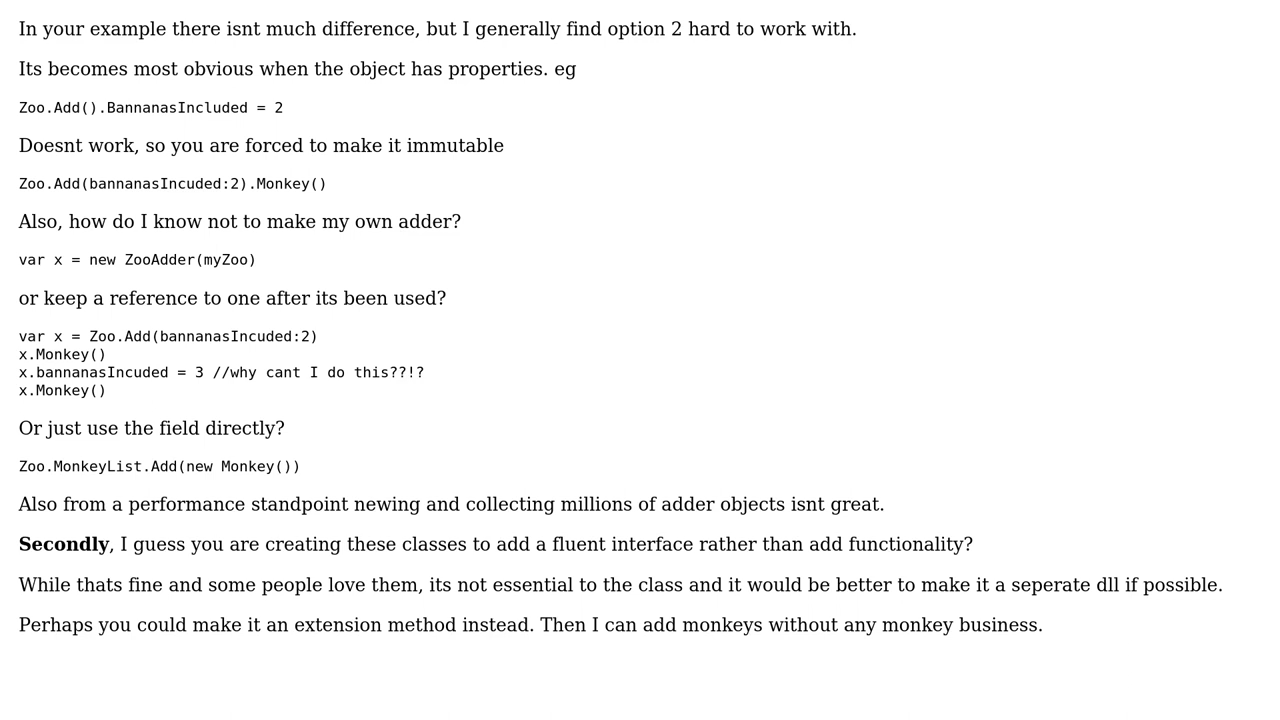 In your example there isnt much difference, but I generally find option 2 hard to work with.
Its becomes most obvious when the object has properties. eg
Zoo.Add().BannanasIncluded = 2
Doesnt work, so you are forced to make it immutable
Zoo.Add(bannanasIncuded:2).Monkey()
Also, how do I know not to make my own adder?
var x = new ZooAdder(myZoo)
or keep a reference to one after its been used?
var x = Zoo.Add(bannanasIncuded:2)
x.Monkey()
x.bannanasIncuded = 3 //why cant I do this??!?
x.Monkey()
Or just use the field directly?
Zoo.MonkeyList.Add(new Monkey())
Also from a performance standpoint newing and collecting millions of adder objects isnt great.
Secondly, I guess you are creating these classes to add a fluent interface rather than add functionality?
While thats fine and some people love them, its not essential to the class and it would be better to make it a seperate dll if possible.
Perhaps you could make it an extension method instead. Then I can add monkeys without any monkey business.